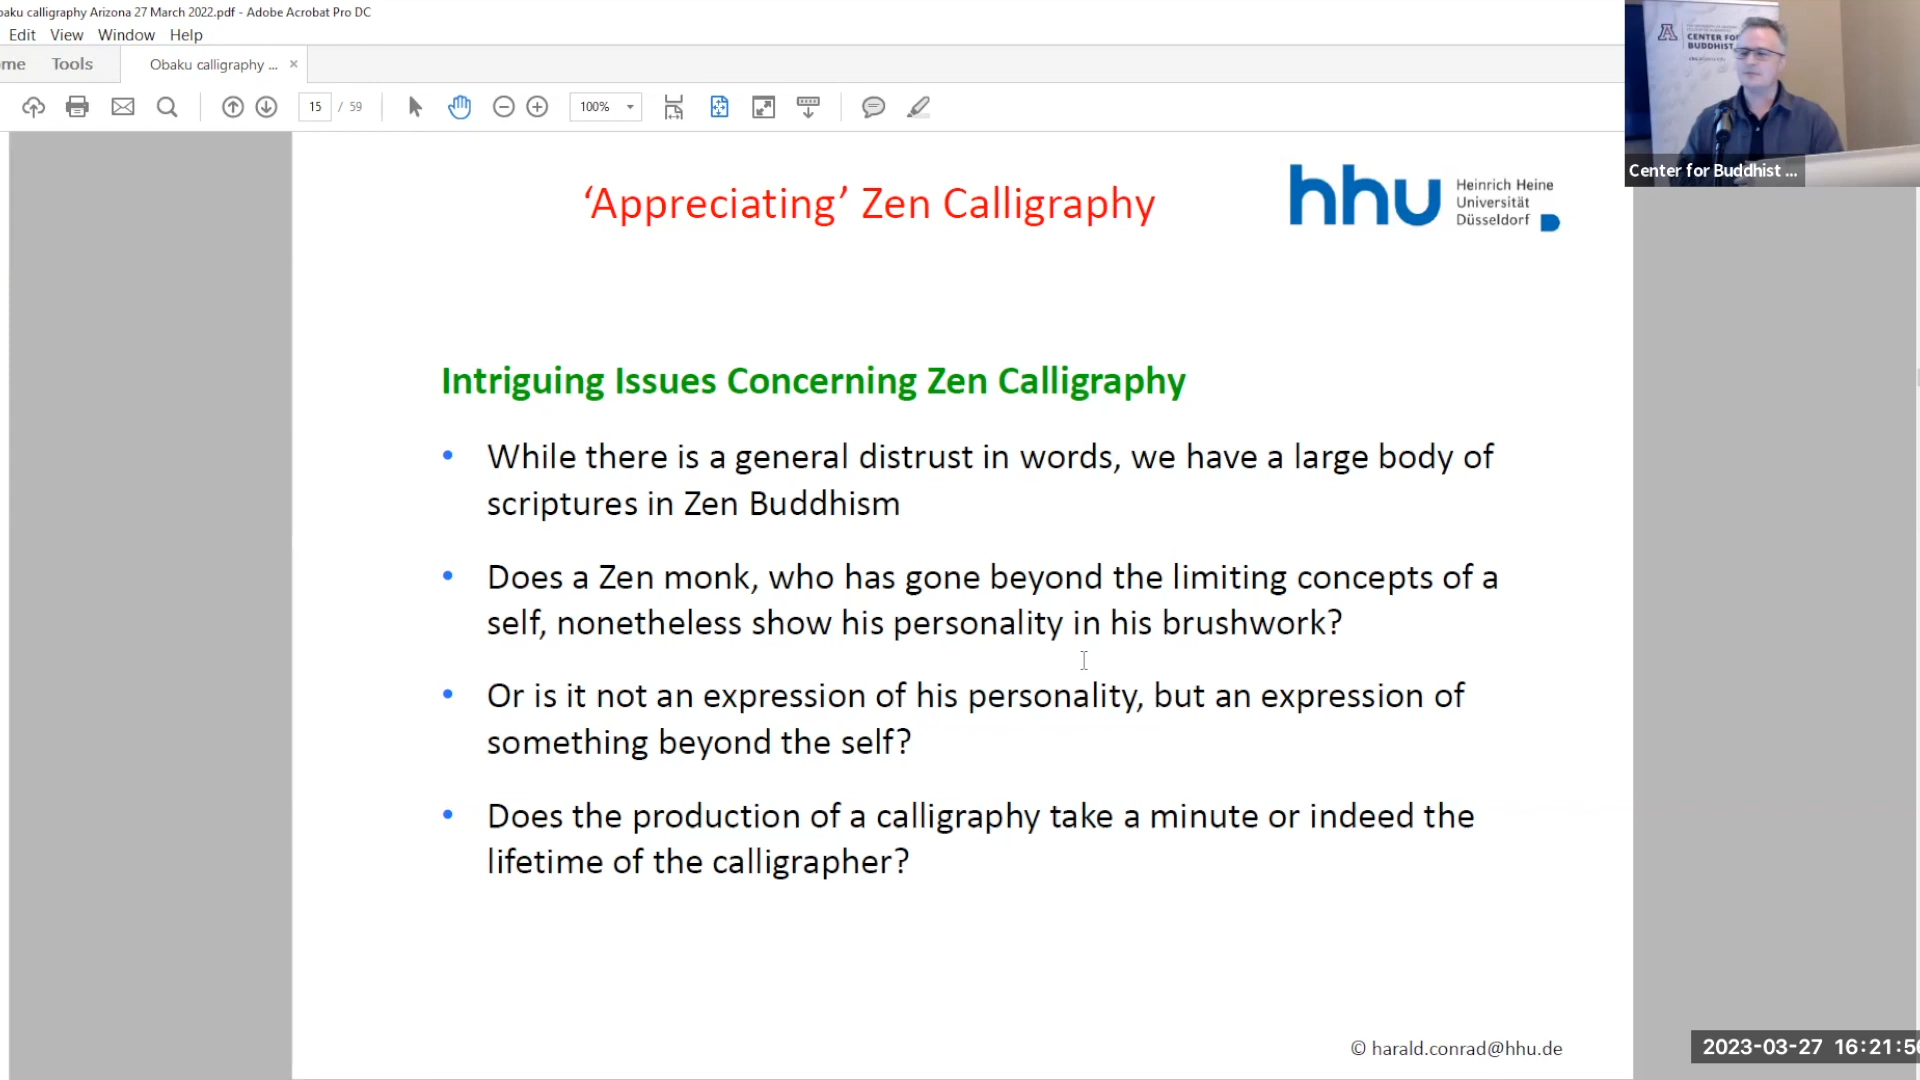 baku calligraphy Arizona 27 March 2022.pdf - Adobe Acrobat Pro DC
Edit View Window Help
me Tools Obaku calligraphy ... ×
15 / 59 100%
CENTER FO
BUDDHIST
Center for Buddhist ...
‘Appreciating’ Zen Calligraphy
hhu Heinrich Heine
Universität
Düsseldorf
Intriguing Issues Concerning Zen Calligraphy
• While there is a general distrust in words, we have a large body of
scriptures in Zen Buddhism
• Does a Zen monk, who has gone beyond the limiting concepts of a
self, nonetheless show his personality in his brushwork?
• Or is it not an expression of his personality, but an expression of
something beyond the self?
• Does the production of a calligraphy take a minute or indeed the
lifetime of the calligrapher?
© harald.conrad@hhu.de
2023-03-27 16:21:5